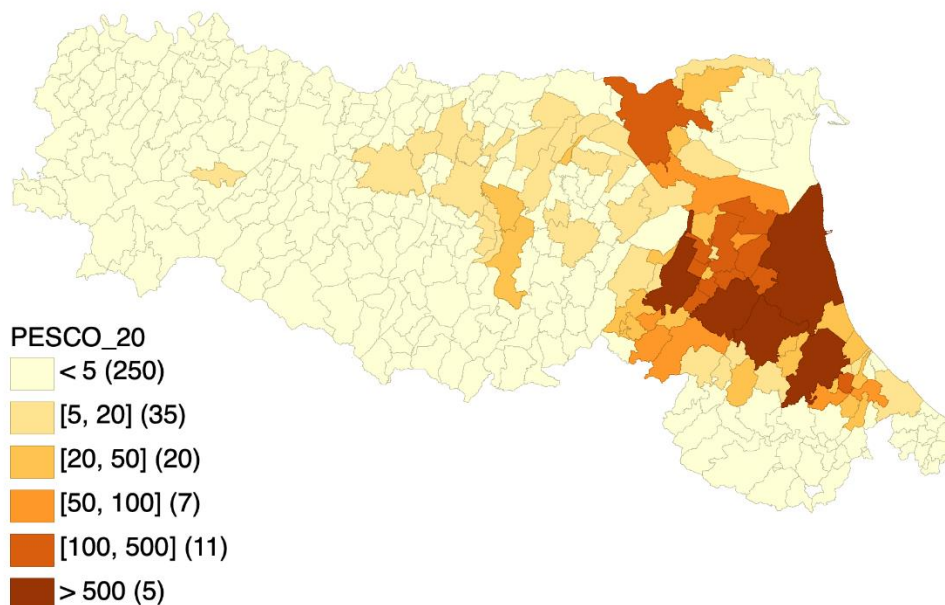 PESCO_20
< 5 (250)
[5, 20] (35)
[20, 50] (20)
[50, 100] (7)
[100, 500] (11)
> 500 (5)